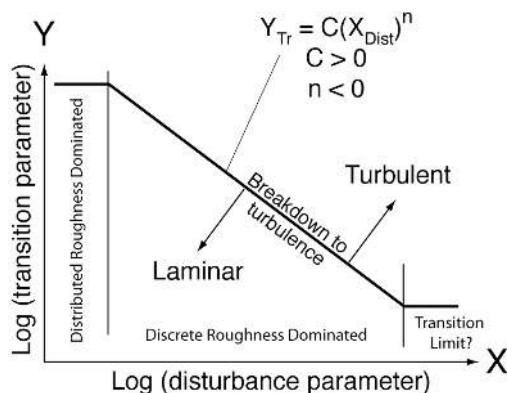 Y
Y_Tr = C(X_Dist)^n
C > 0
n < 0
Log (transition parameter)
Distributed Roughness Dominated
Breakdown to
turbulence
Turbulent
Laminar
Discrete Roughness Dominated
Transition
Limit?
X
Log (disturbance parameter)